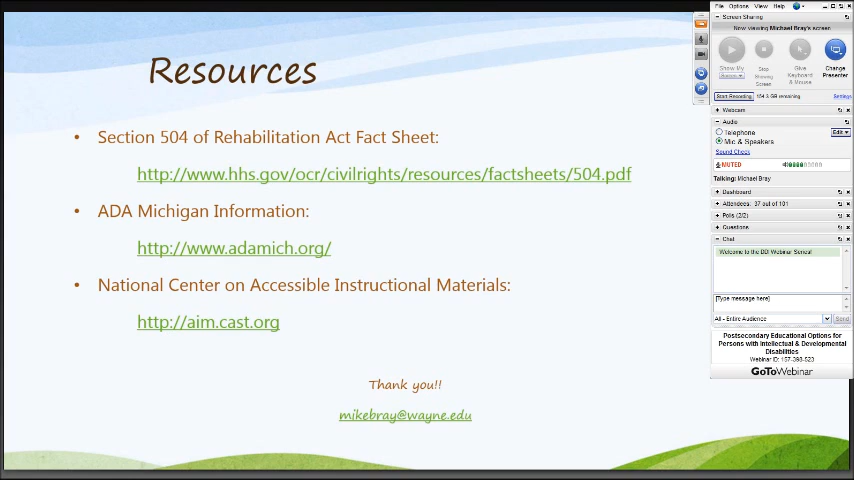 Resources
• Section 504 of Rehabilitation Act Fact Sheet:
http://www.hhs.gov/ocr/civilrights/resources/factsheets/504.pdf
• ADA Michigan Information:
http://www.adamich.org/
• National Center on Accessible Instructional Materials:
http://aim.cast.org
Thank you!!
mikebray@wayne.edu
File Options View Help
Screen Sharing
Now viewing Michael Bray's screen
Show My
Screen
Stop
Sharing
Screen
Give
Keyboard
& Mouse
Change
Presenter
Start Recording
GB remaining
Settings
Webcam
Audio
Telephone
Edit
Mic & Speakers
Sound Check
MUTED
Talking: Michael Bray
Dashboard
Attendees: 37 out of 101
Polls (2/2)
Questions
Chat
Welcome to the DDI Webinar Series!
[Type message here]
All - Entire Audience
Send
Postsecondary Educational Options for
Persons with Intellectual & Developmental
Disabilities
Webinar ID: 157-398-523
GoToWebinar